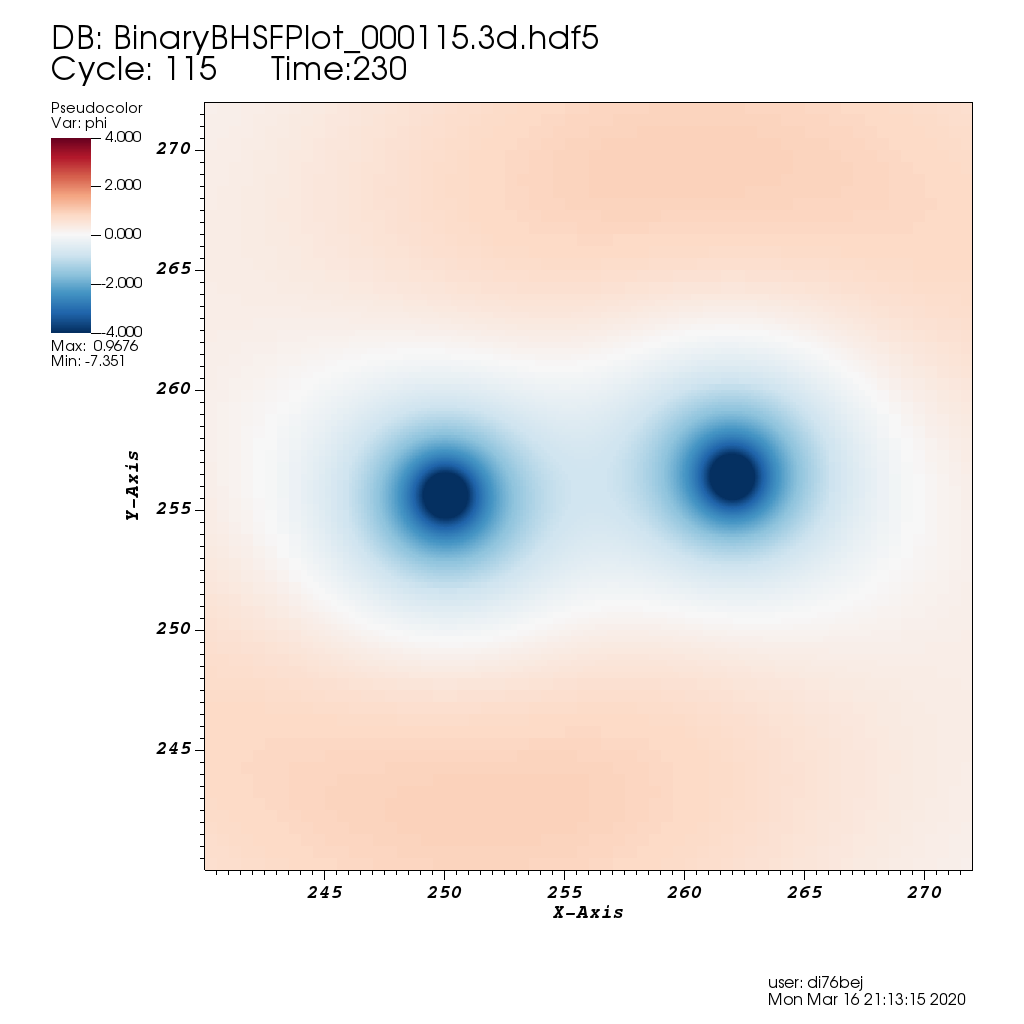 DB: BinaryBHSFPlot_000115.3d.hdf5
Cycle: 115 Time:230
Pseudocolor
Var: phi
4.000
2.000
0.000
-2.000
-4.000
Max: 0.9676
Min: -7.351
270
265
260
255
250
245
Y-Axis
245 250 255 260 265 270
X-Axis
user: di76bej
Mon Mar 16 21:13:15 2020